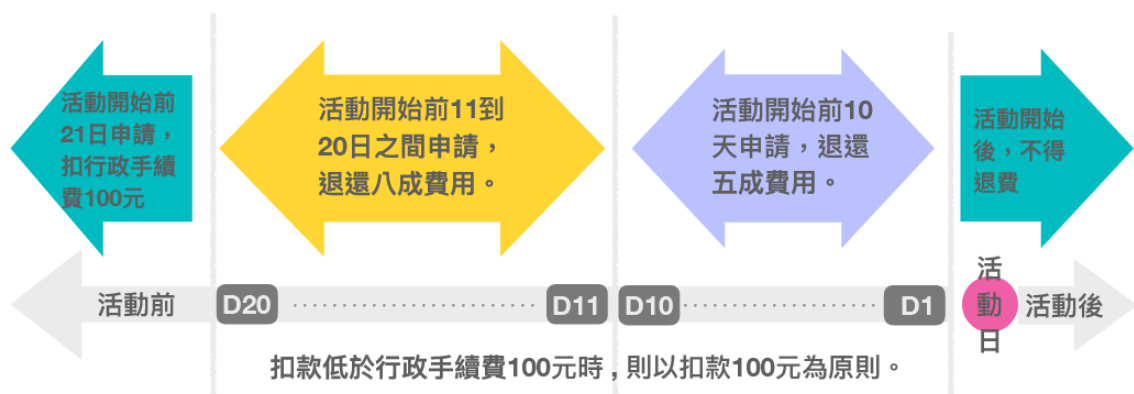 活動開始前
21日申請，
扣行政手續
費100元
活動開始前11到
20日之間申請，
退還八成費用。
活動開始前10
天申請，退還
五成費用。
活動開始
後，不得
退費
活動前
D20
D11
D10
D1
活動日
活動後
扣款低於行政手續費100元時，則以扣款100元為原則。